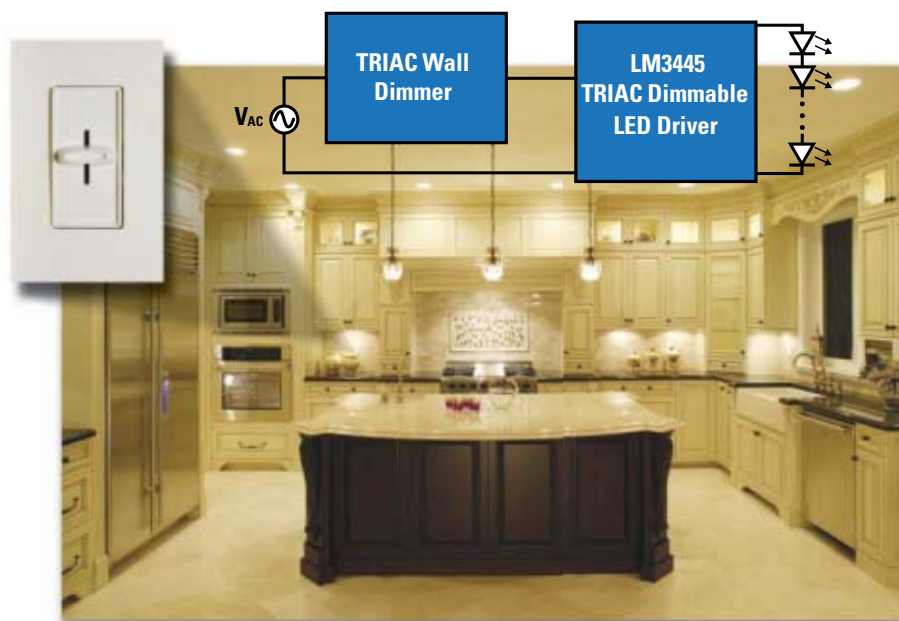 TRIAC Wall
Dimmer
LM3445
TRIAC Dimmable
LED Driver
VAC